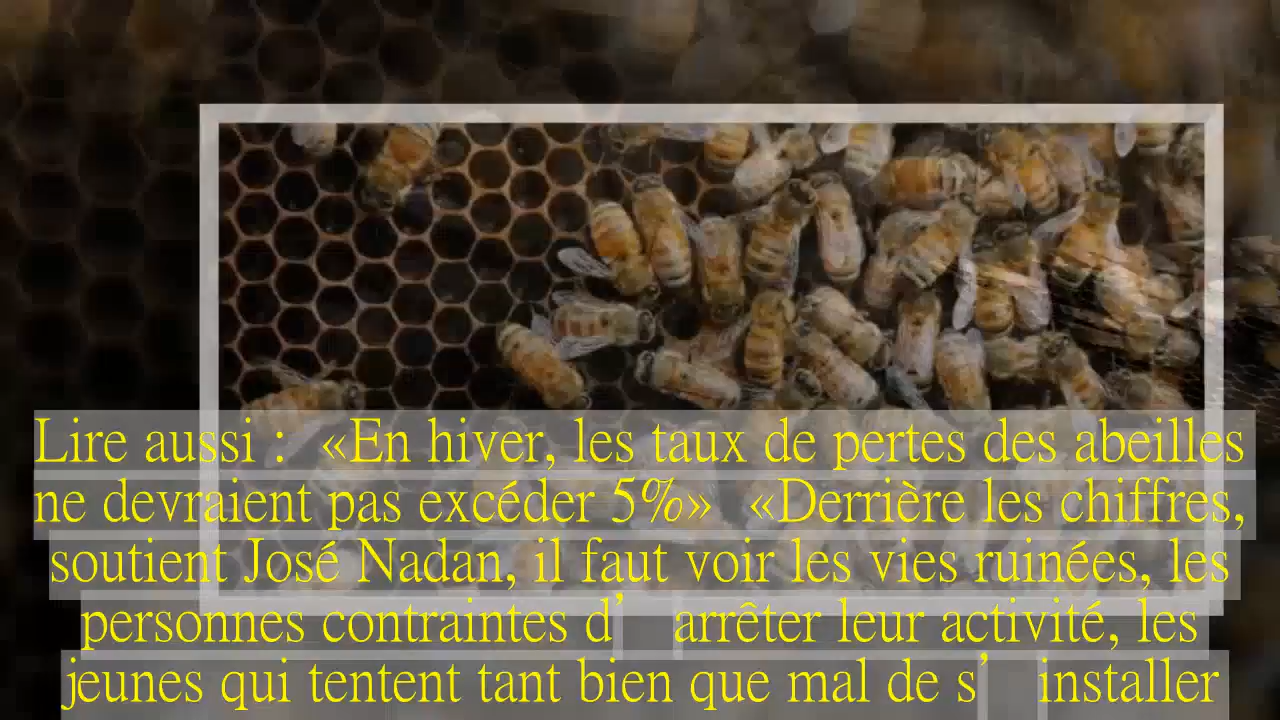 Lire aussi :  «En hiver, les taux de pertes des abeilles
ne devraient pas excéder 5%»  «Derrière les chiffres,
soutient José Nadan, il faut voir les vies ruinées, les
personnes contraintes d’ arrêter leur activité, les
jeunes qui tentent tant bien que mal de s’ installer